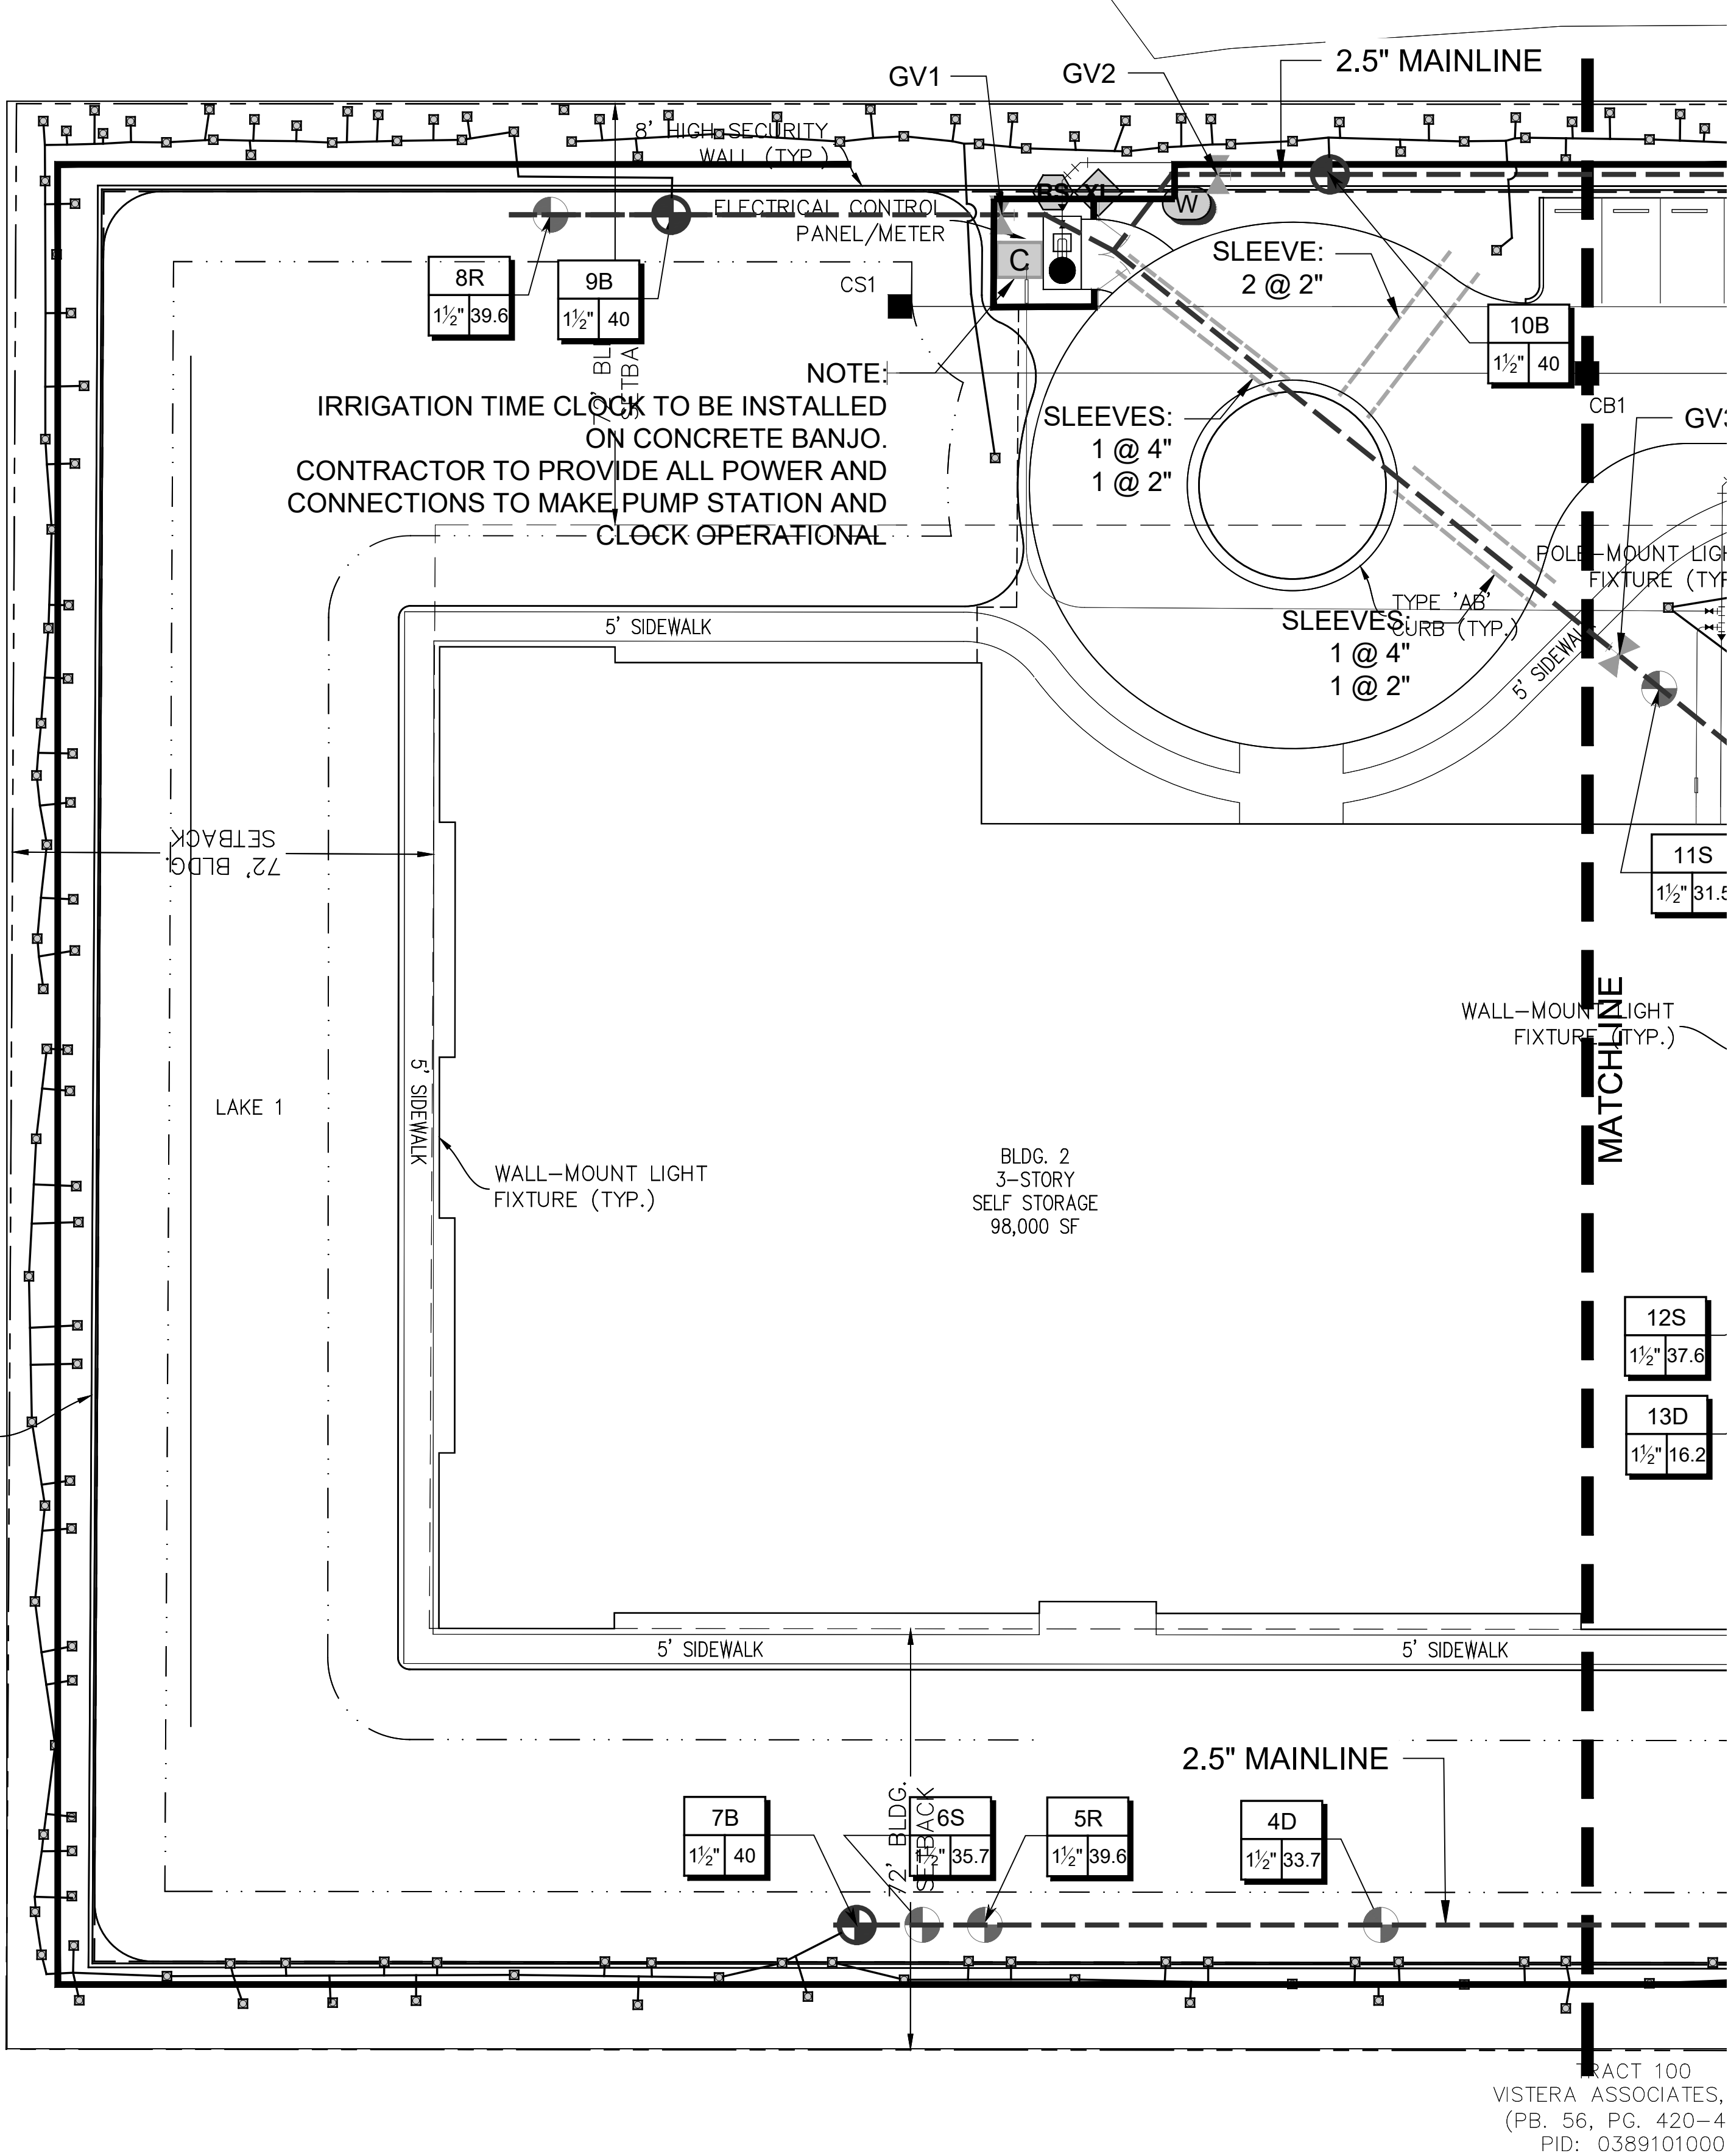 2.5" MAINLINE
GV1
GV2
8' HIGH SECURITY
WALL (TYP.)
RS XL
ELECTRICAL CONTROL
PANEL/METER
W
C
SLEEVE:
2 @ 2"
8R
1½" 39.6
9B
1½" 40
CS1
10B
1½" 40
CB1
72' BLDG.
SETBACK
NOTE:
IRRIGATION TIME CLOCK TO BE INSTALLED
ON CONCRETE BANJO.
CONTRACTOR TO PROVIDE ALL POWER AND
CONNECTIONS TO MAKE PUMP STATION AND
CLOCK OPERATIONAL
SLEEVES:
1 @ 4"
1 @ 2"
GV3
POLE-MOUNT LIGH
FIXTURE (TYP
TYPE 'AB'
CURB (TYP.)
SLEEVES:
1 @ 4"
1 @ 2"
5' SIDEWALK
5' SIDEWALK
72' BLDG.
SETBACK
11S
1½" 31.5
WALL-MOUNT LIGHT
FIXTURE (TYP.)
MATCHLINE
LAKE 1
5' SIDEWALK
WALL-MOUNT LIGHT
FIXTURE (TYP.)
BLDG. 2
3-STORY
SELF STORAGE
98,000 SF
12S
1½" 37.6
13D
1½" 16.2
5' SIDEWALK
5' SIDEWALK
2.5" MAINLINE
72' BLDG.
SETBACK
7B
1½" 40
6S
1½" 35.7
5R
1½" 39.6
4D
1½" 33.7
TRACT 100
VISTERA ASSOCIATES,
(PB. 56, PG. 420-4
PID: 0389101000